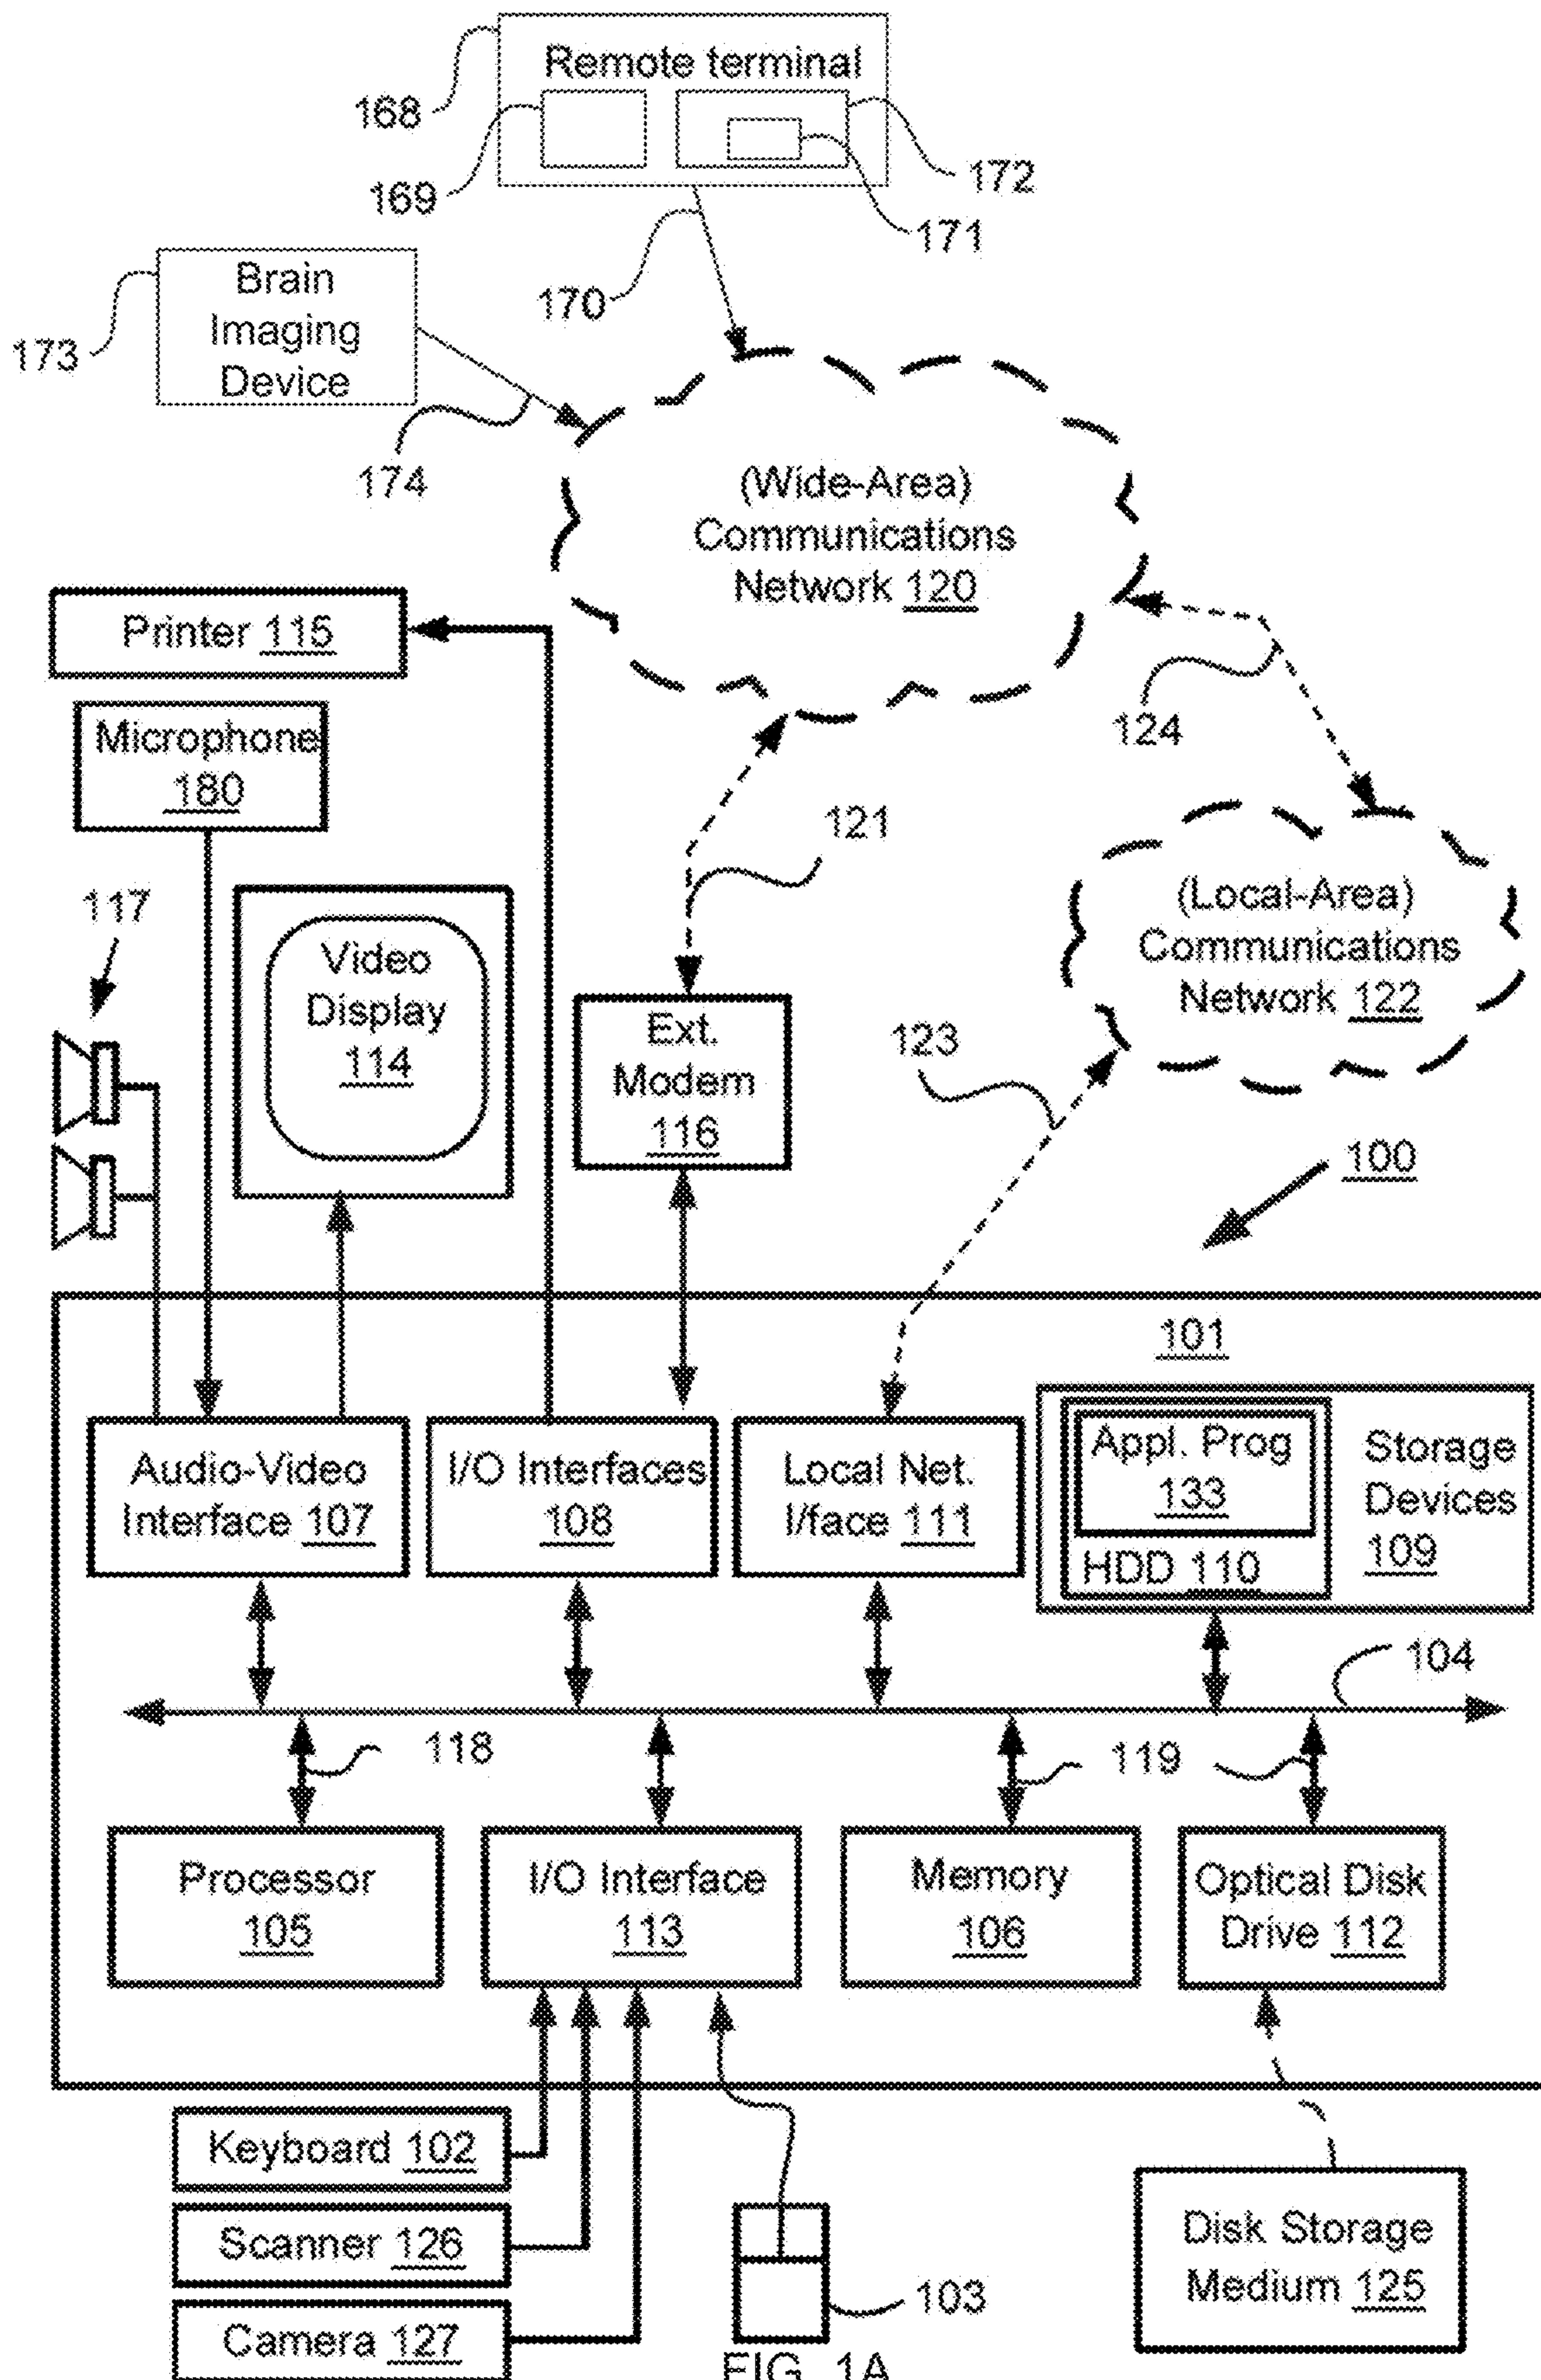 Remote terminal
168
169
172
171
170
Brain
Imaging
Device
173
174
(Wide-Area)
Communications
Network 120
Printer 115
Microphone
180
124
121
117
Video
Display
114
(Local-Area)
Communications
Network 122
Ext.
Modem
116
123
100
101
Audio-Video
Interface 107
I/O Interfaces
108
Local Net.
I/face 111
Appl. Prog
133
HDD 110
Storage
Devices
109
104
118
119
Processor
105
I/O Interface
113
Memory
106
Optical Disk
Drive 112
Keyboard 102
Scanner 126
Camera 127
103
Disk Storage
Medium 125
FIG. 1A